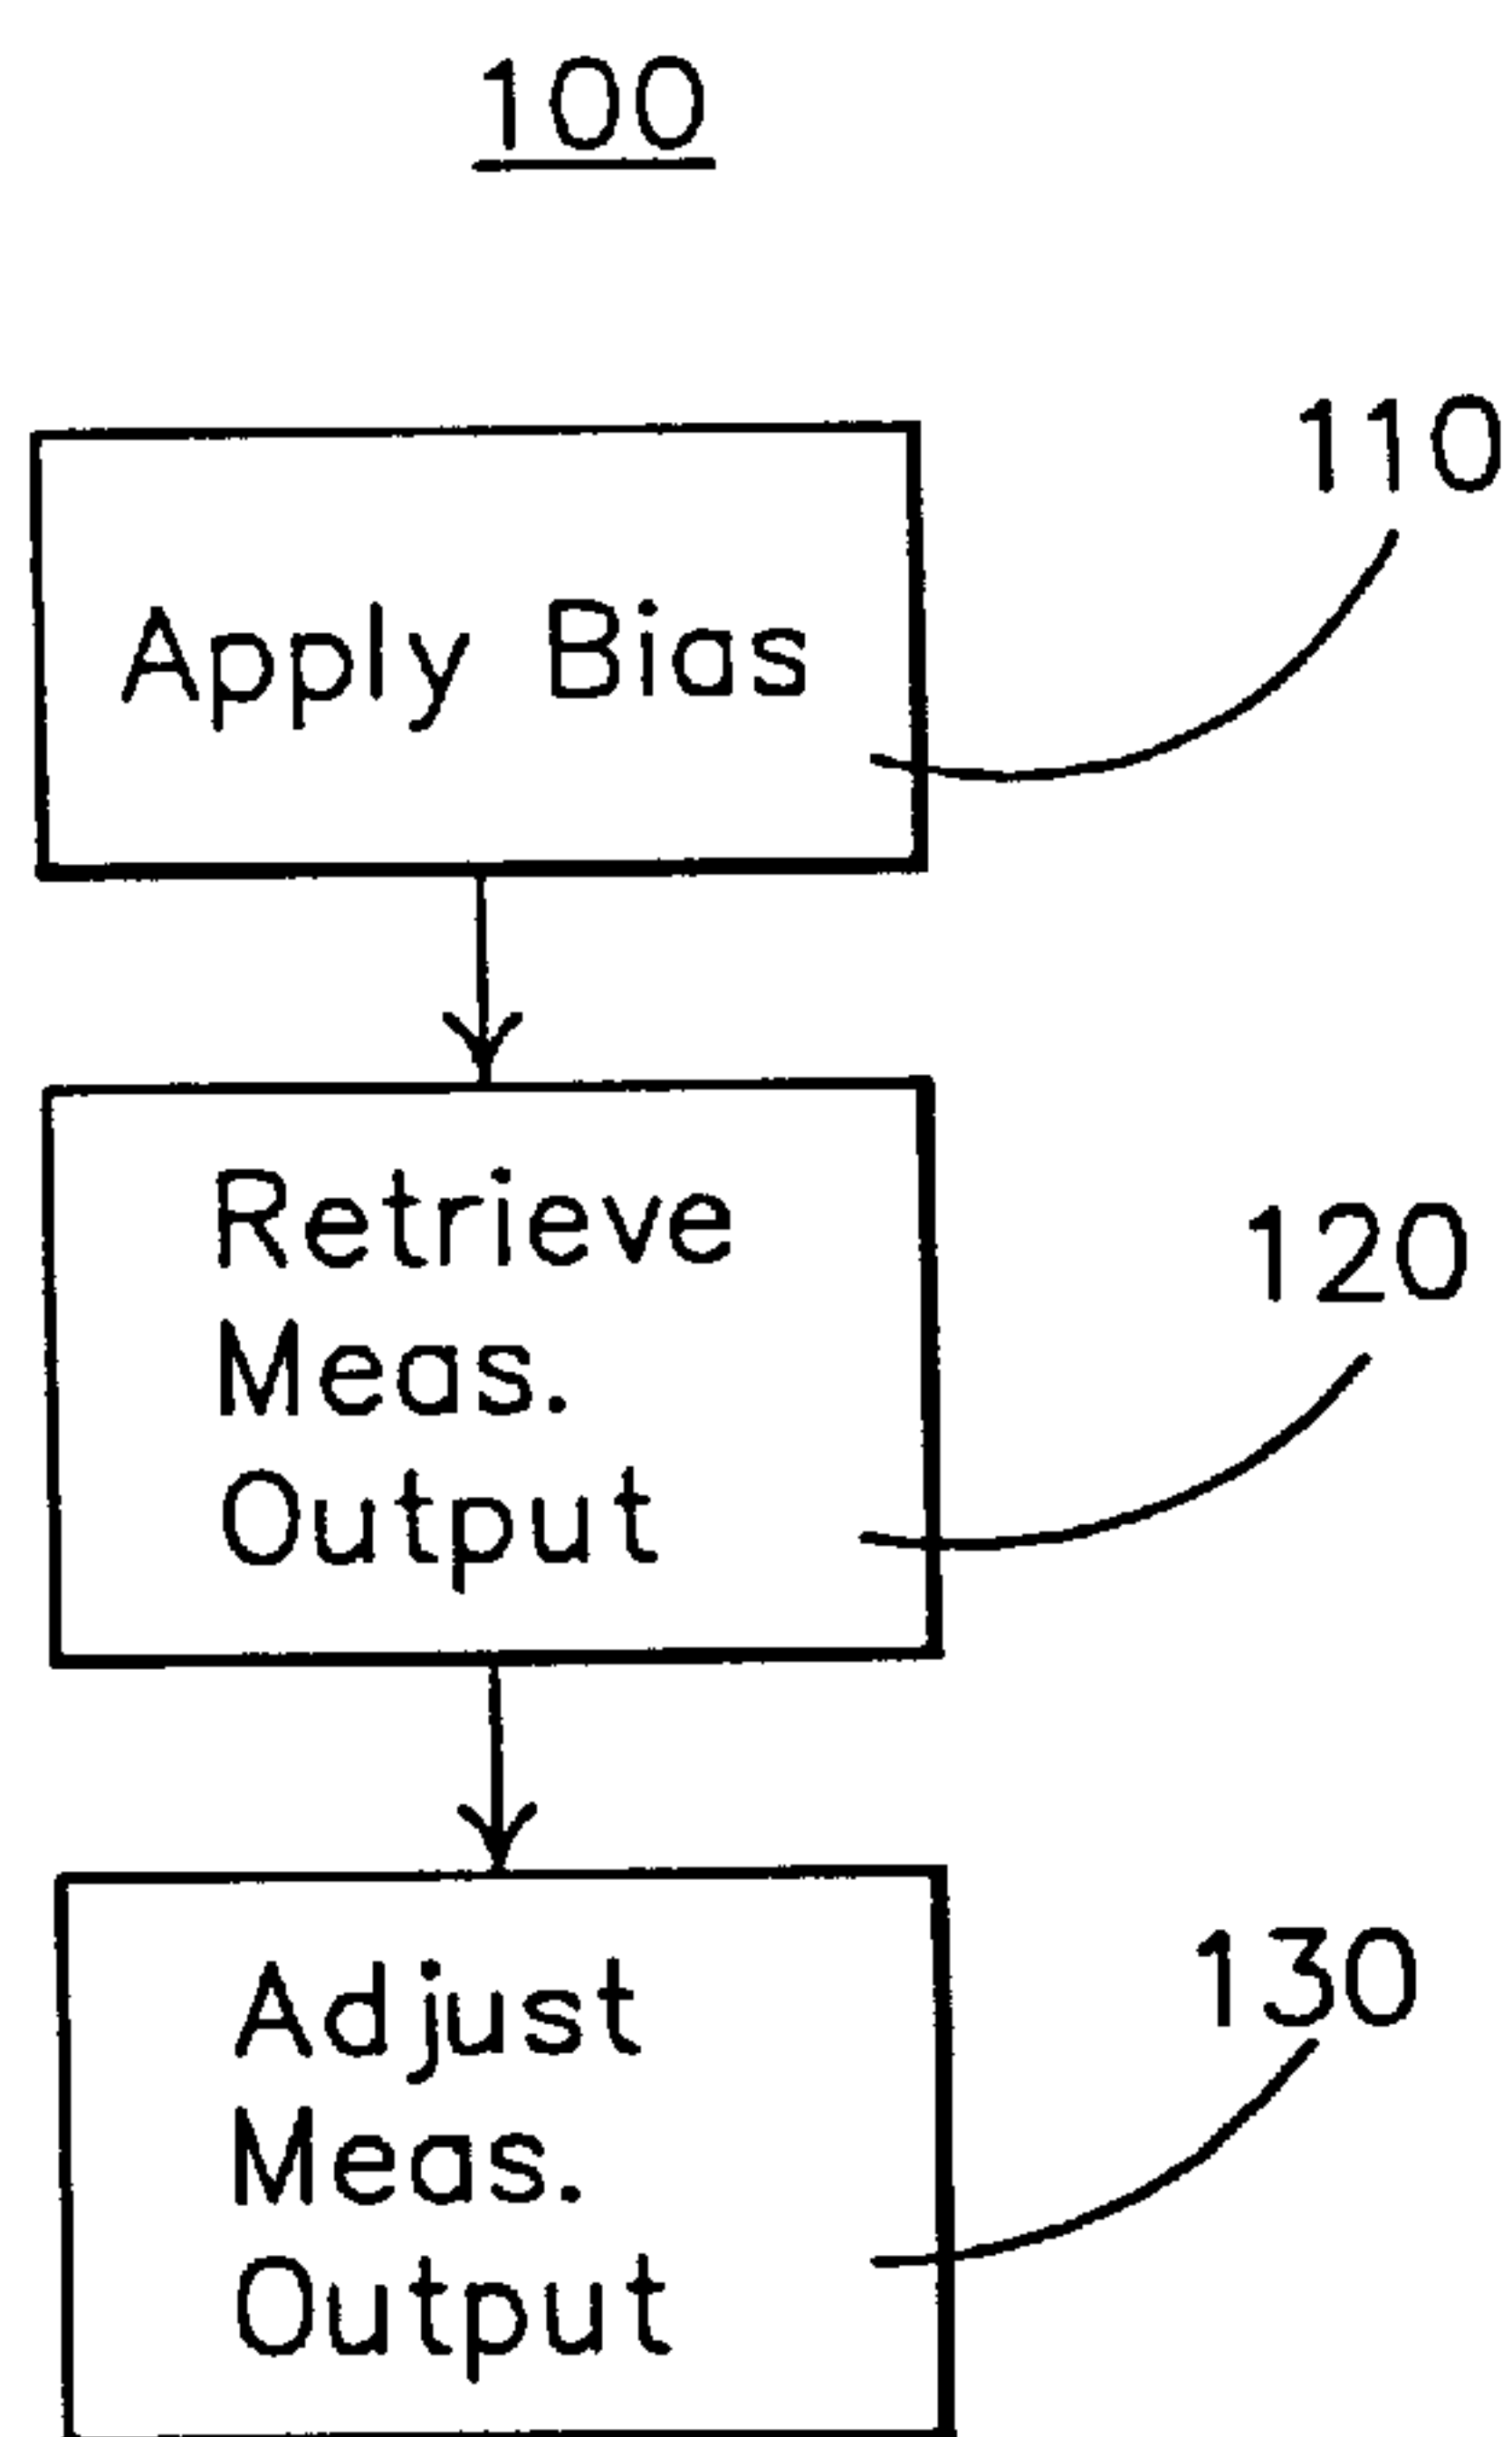 100
110
Apply Bias
Retrieve
Meas.
Output
120
Adjust
Meas.
Output
130